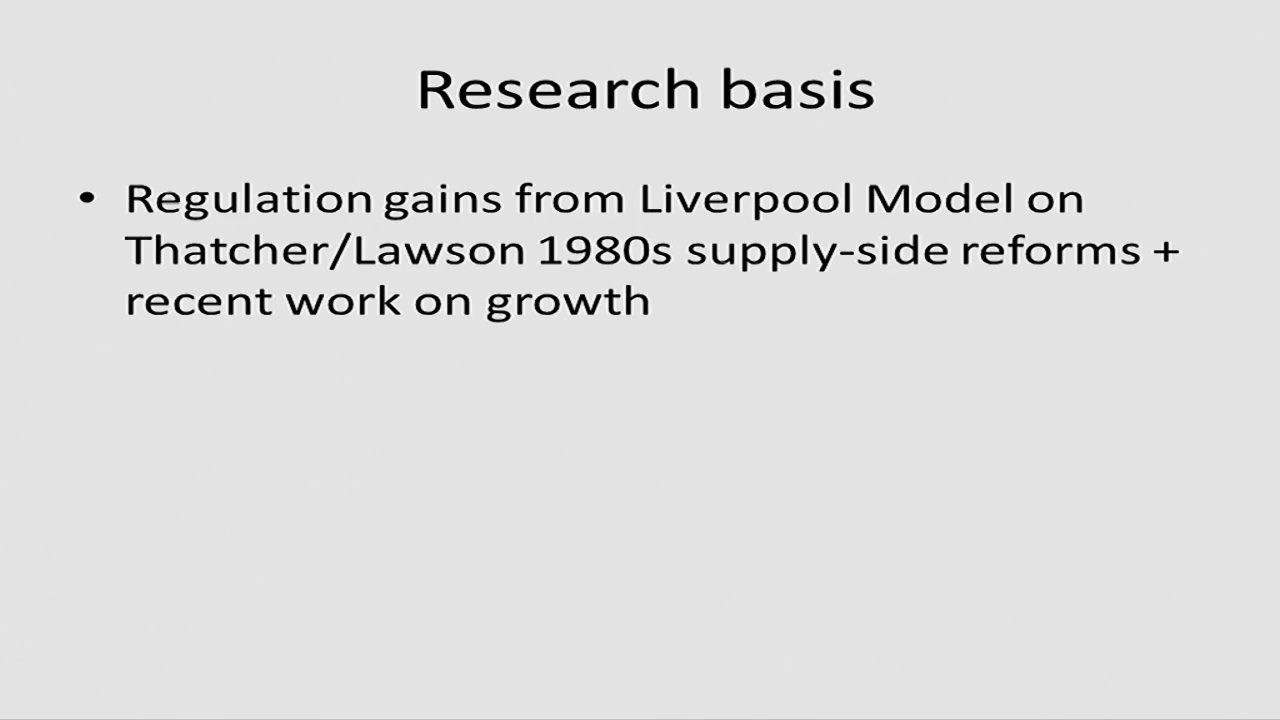 Research basis
• Regulation gains from Liverpool Model on
Thatcher/Lawson 1980s supply-side reforms +
recent work on growth